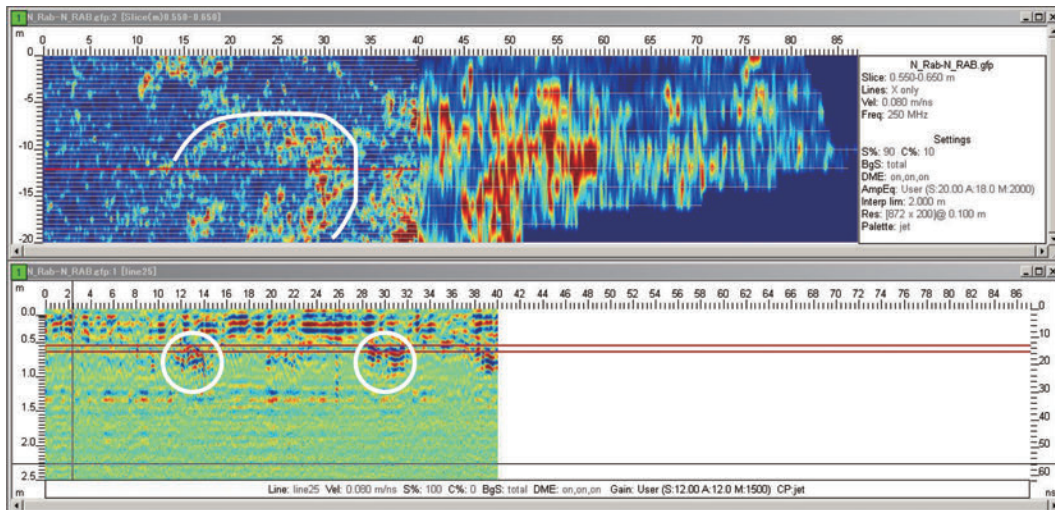 1 N_Rab-N_RAB.gfp:2 [Slice(m)0.550-0.650]
m 0 5 10 15 20 25 30 35 40 45 50 55 60 65 70 75 80 85
0
-5
-10
-15
-20
N_Rab-N_RAB.gfp
Slice: 0.550-0.650 m
Lines: X only
Vel: 0.080 m/ns
Freq: 250 MHz
Settings
S%: 90 C%: 10
BgS: total
DME: on,on,on
AmpEq: User (S:20.00 A:18.0 M:2000)
Interp lim: 2.000 m
Res: [872 x 200]@ 0.100 m
Palette: jet
1 N_Rab-N_RAB.gfp:1 [line25]
m 0 2 4 6 8 10 12 14 16 18 20 22 24 26 28 30 32 34 36 38 40 42 44 46 48 50 52 54 56 58 60 62 64 66 68 70 72 74 76 78 80 82 84 86
0.0 0
0.5 10
1.0 20
1.5 30
40
2.0 50
2.5 60
m Line: line25 Vel: 0.080 m/ns S%: 100 C%: 0 BgS: total DME: on,on,on Gain: User (S:12.00 A:12.0 M:1500) CP:jet ns